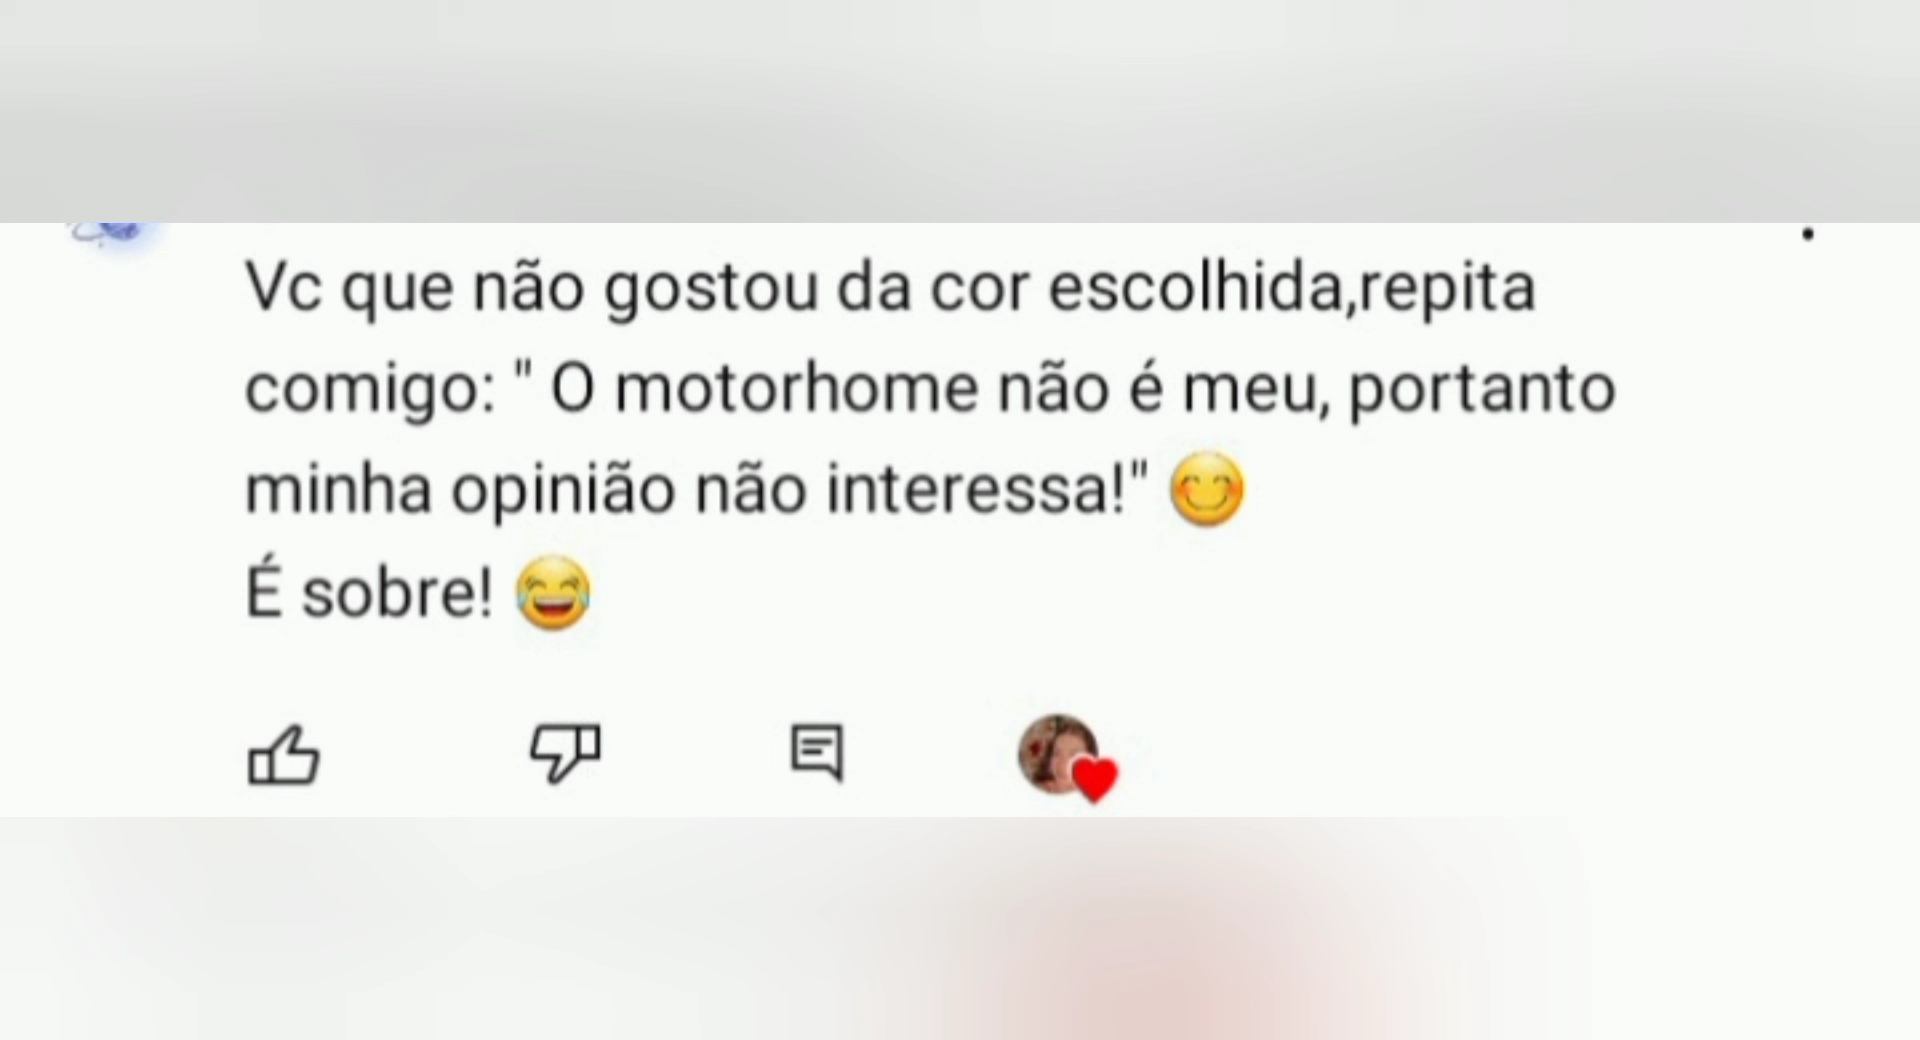 Vc que não gostou da cor escolhida,repita
comigo: " O motorhome não é meu, portanto
minha opinião não interessa!" 😊
É sobre! 😂